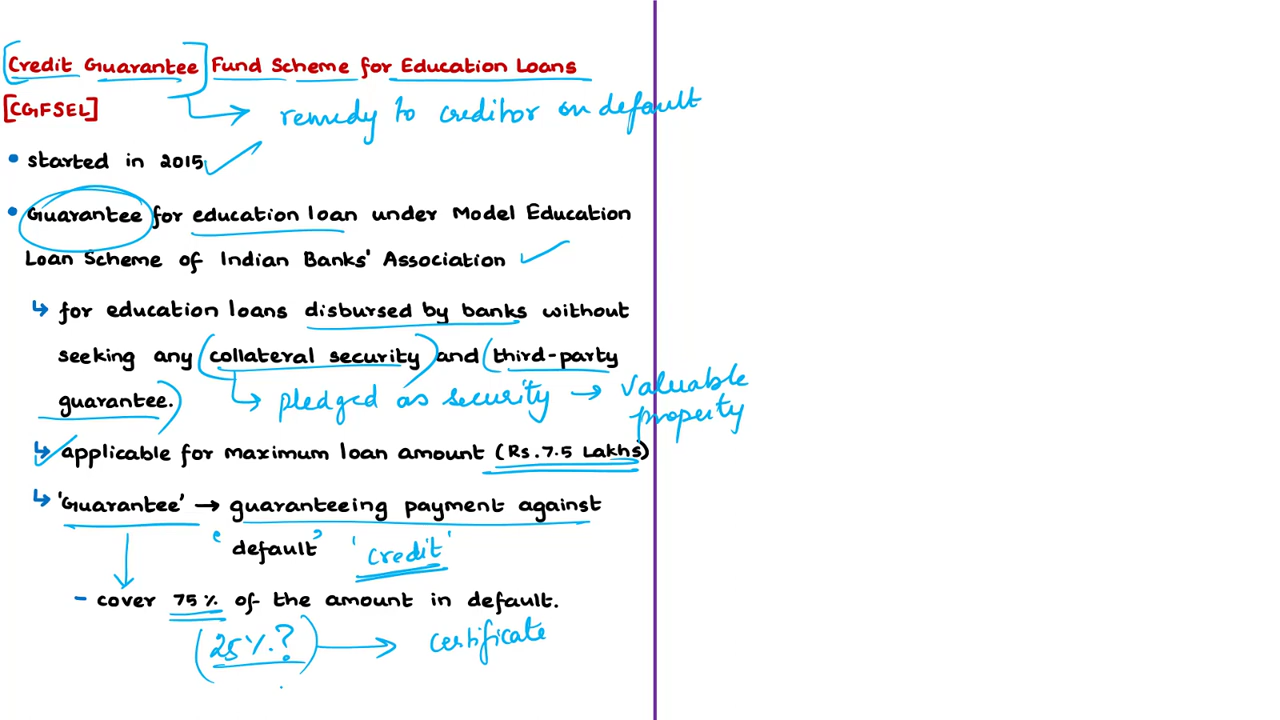 Credit Guarantee Fund Scheme for Education Loans
[CGFSEL]
remedy to creditor on default
• started in 2015
• Guarantee for education loan under Model Education
Loan Scheme of Indian Banks' Association
↳ for education loans disbursed by banks without
seeking any (collateral security) and (third-party
guarantee.)
pledged as security → valuable
property
↳ applicable for maximum loan amount (Rs.7.5 Lakhs)
↳ 'Guarantee' → guaranteeing payment against
'default' 'credit'
- cover 75% of the amount in default.
(25%.?) → certificate